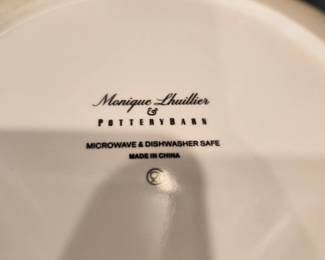 Monique Lhuillier
&
POTTERYBARN
MICROWAVE & DISHWASHER SAFE
MADE IN CHINA